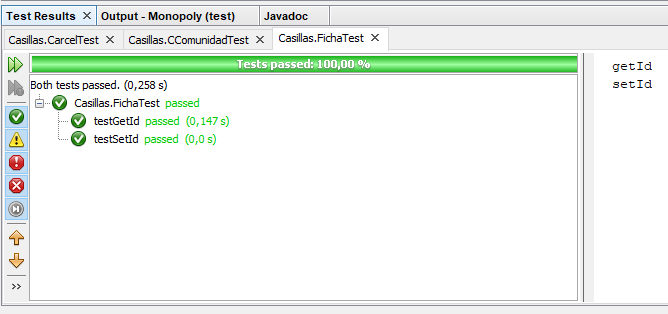 Test Results Output - Monopoly (test) Javadoc
Casillas.CarcelTest Casillas.CComunidadTest Casillas.FichaTest
Tests passed: 100,00 %
Both tests passed. (0,258 s)
Casillas.FichaTest passed
testGetId passed (0,147 s)
testSetId passed (0,0 s)
getId
setId